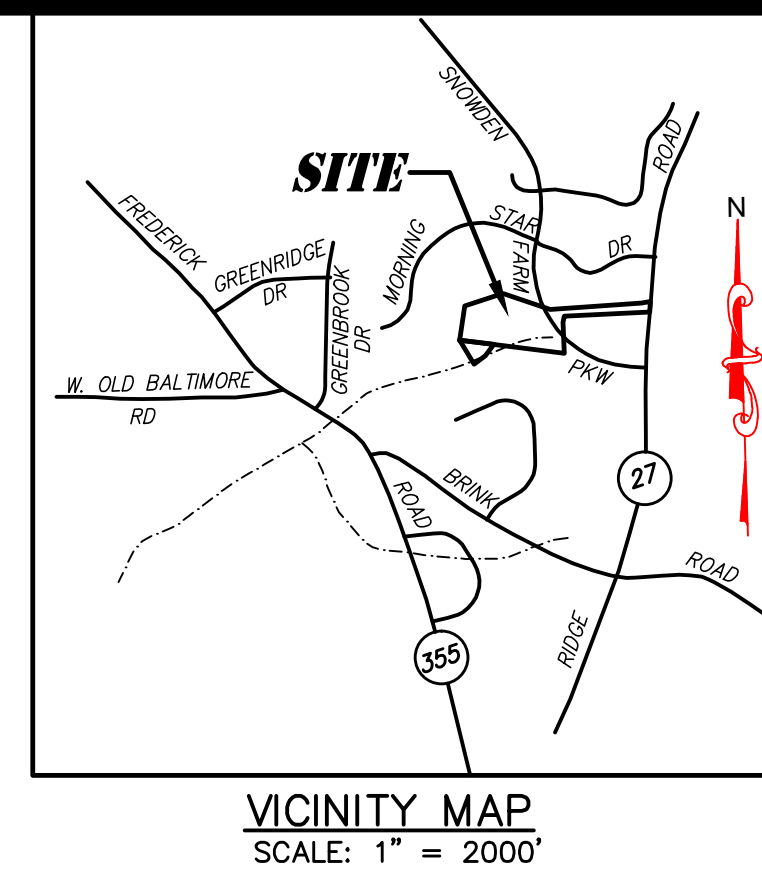 SNOWDEN
ROAD
SITE
N
FREDERICK
STAR
MORNING
FARM
DR
GREENRIDGE
DR
GREENBROOK
DR
W. OLD BALTIMORE
RD
PKW
BRINK
27
ROAD
ROAD
RIDGE
355
VICINITY MAP
SCALE: 1" = 2000'